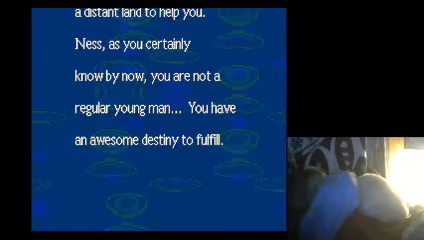 a distant land to help you.
Ness, as you certainly
know by now, you are not a
regular young man... You have
an awesome destiny to fulfill.